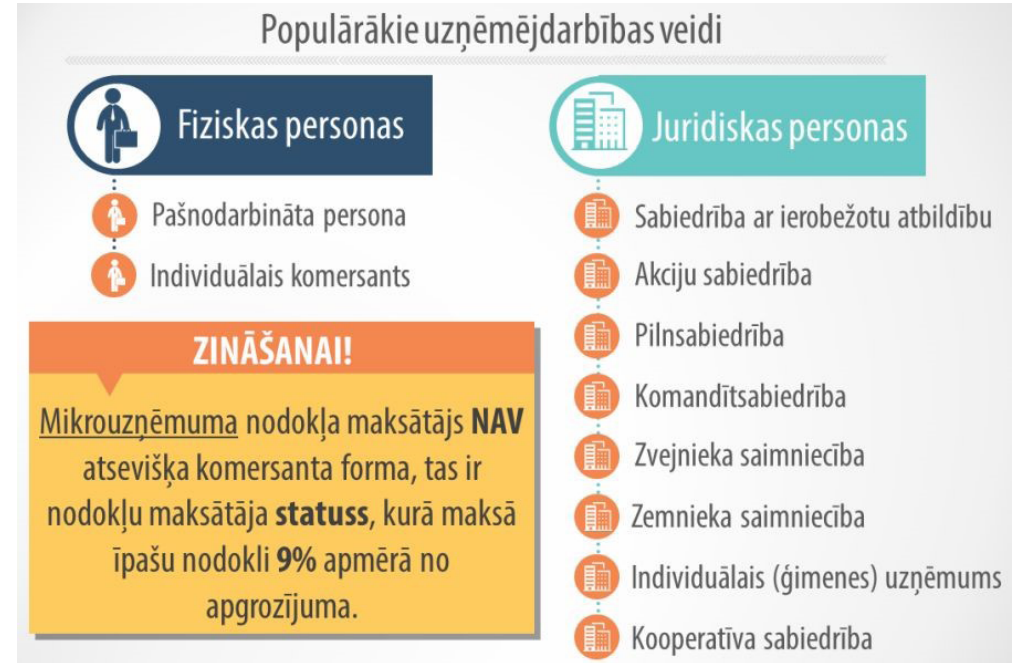 Populārākie uzņēmējdarbības veidi
Fiziskas personas
Pašnodarbināta persona
Individuālais komersants
ZINĀŠANAI!
Mikrouzņēmuma nodokļa maksātājs NAV
atsevišķa komersanta forma, tas ir
nodokļu maksātāja statuss, kurā maksā
īpašu nodokli 9% apmērā no
apgrozījuma.
Juridiskas personas
Sabiedrība ar ierobežotu atbildību
Akciju sabiedrība
Pilnsabiedrība
Komandītsabiedrība
Zvejnieka saimniecība
Zemnieka saimniecība
Individuālais (ģimenes) uzņēmums
Kooperatīva sabiedrība